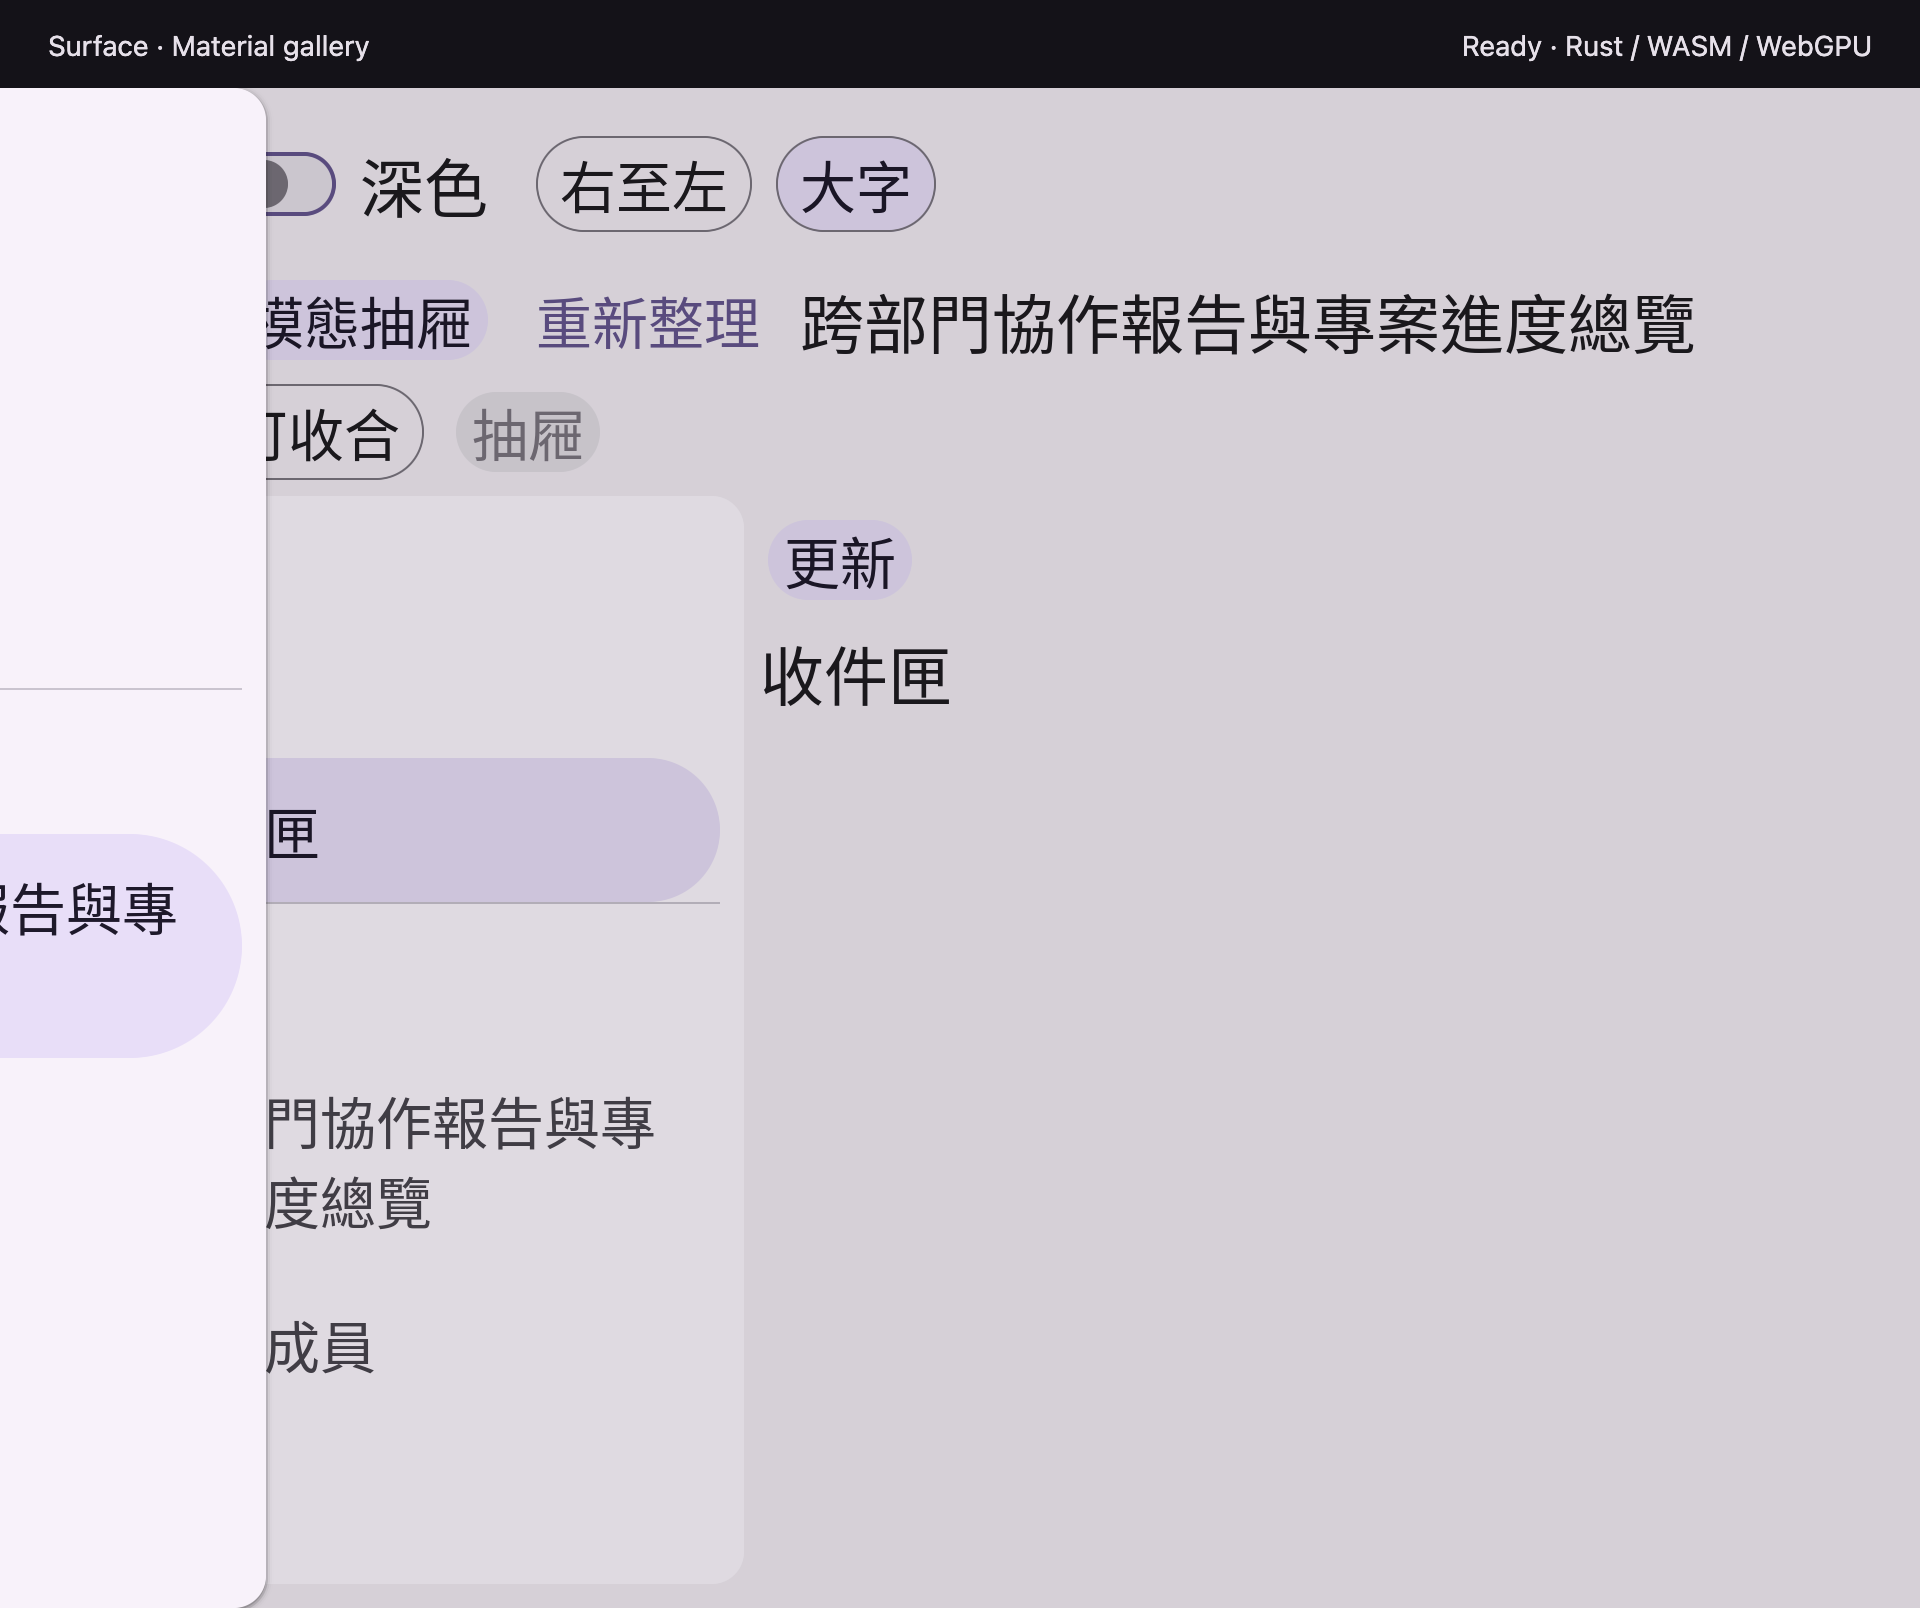 Surface · Material gallery
Ready · Rust / WASM / WebGPU
深色
右至左
大字
模態抽屜
重新整理
跨部門協作報告與專案進度總覽
可收合
抽屜
更新
收件匣
匣
報告與專
門協作報告與專
度總覽
成員